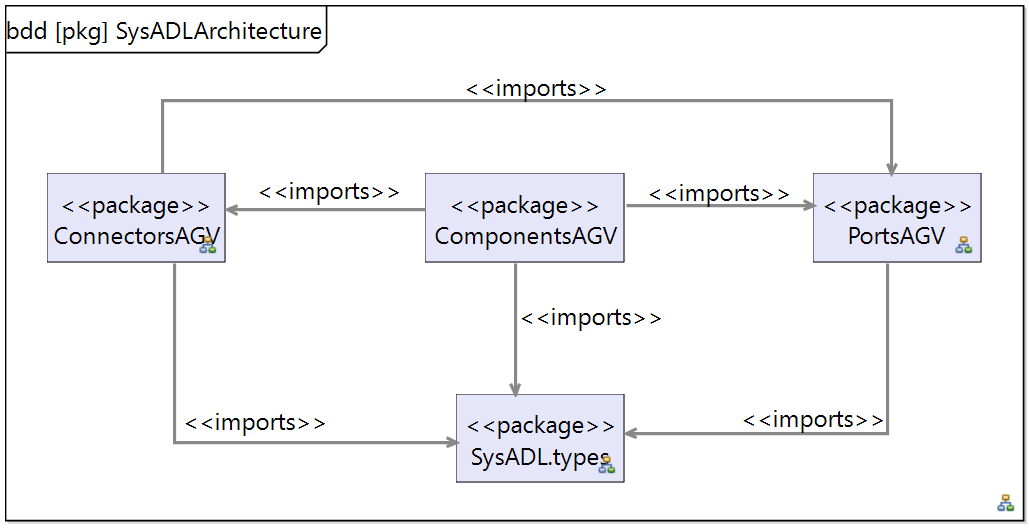 bdd [pkg] SysADLArchitecture
<<imports>>
<<imports>>
<<imports>>
<<package>>
ConnectorsAGV
<<package>>
ComponentsAGV
<<package>>
PortsAGV
<<imports>>
<<imports>>
<<imports>>
<<package>>
SysADL.types